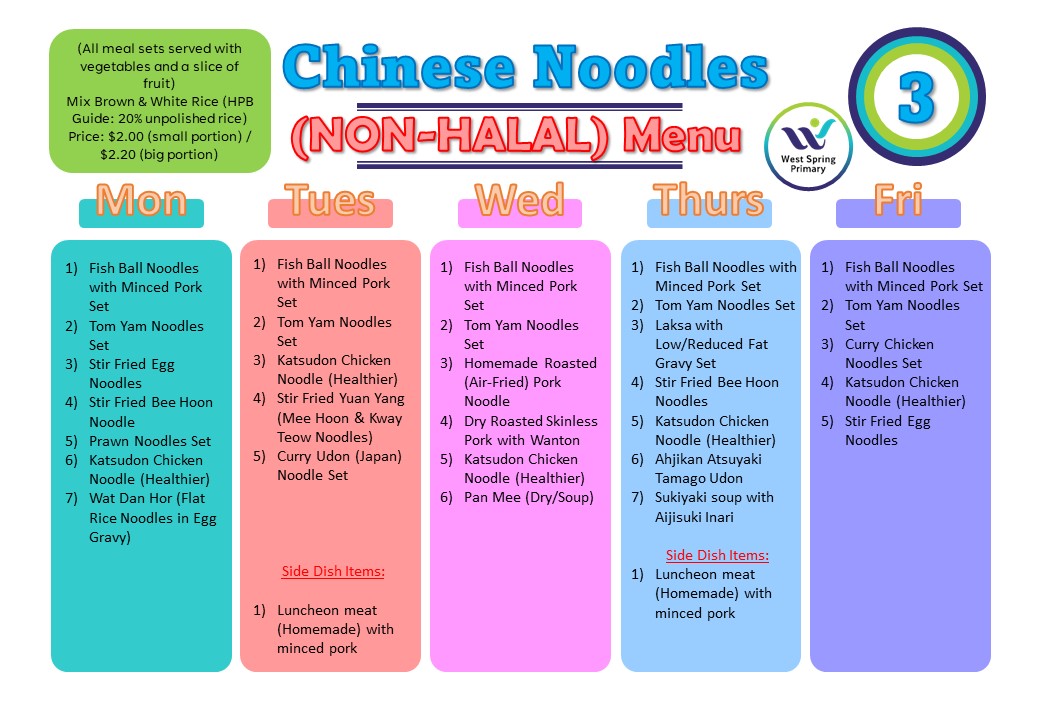 (All meal sets served with
vegetables and a slice of
fruit)
Mix Brown & White Rice (HPB
Guide: 20% unpolished rice)
Price: $2.00 (small portion) /
$2.20 (big portion)
Chinese Noodles
(NON-HALAL) Menu
West Spring
Primary
3
Mon
1) Fish Ball Noodles
with Minced Pork
Set
2) Tom Yam Noodles
Set
3) Stir Fried Egg
Noodles
4) Stir Fried Bee Hoon
Noodle
5) Prawn Noodles Set
6) Katsudon Chicken
Noodle (Healthier)
7) Wat Dan Hor (Flat
Rice Noodles in Egg
Gravy)
Tues
1) Fish Ball Noodles
with Minced Pork
Set
2) Tom Yam Noodles
Set
3) Katsudon Chicken
Noodle (Healthier)
4) Stir Fried Yuan Yang
(Mee Hoon & Kway
Teow Noodles)
5) Curry Udon (Japan)
Noodle Set
Side Dish Items:
1) Luncheon meat
(Homemade) with
minced pork
Wed
1) Fish Ball Noodles
with Minced Pork
Set
2) Tom Yam Noodles
Set
3) Homemade Roasted
(Air-Fried) Pork
Noodle
4) Dry Roasted Skinless
Pork with Wanton
5) Katsudon Chicken
Noodle (Healthier)
6) Pan Mee (Dry/Soup)
Thurs
1) Fish Ball Noodles with
Minced Pork Set
2) Tom Yam Noodles Set
3) Laksa with
Low/Reduced Fat
Gravy Set
4) Stir Fried Bee Hoon
Noodles
5) Katsudon Chicken
Noodle (Healthier)
6) Ahjikan Atsuyaki
Tamago Udon
7) Sukiyaki soup with
Aijisuki Inari
Side Dish Items:
1) Luncheon meat
(Homemade) with
minced pork
Fri
1) Fish Ball Noodles
with Minced Pork Set
2) Tom Yam Noodles
Set
3) Curry Chicken
Noodles Set
4) Katsudon Chicken
Noodle (Healthier)
5) Stir Fried Egg
Noodles